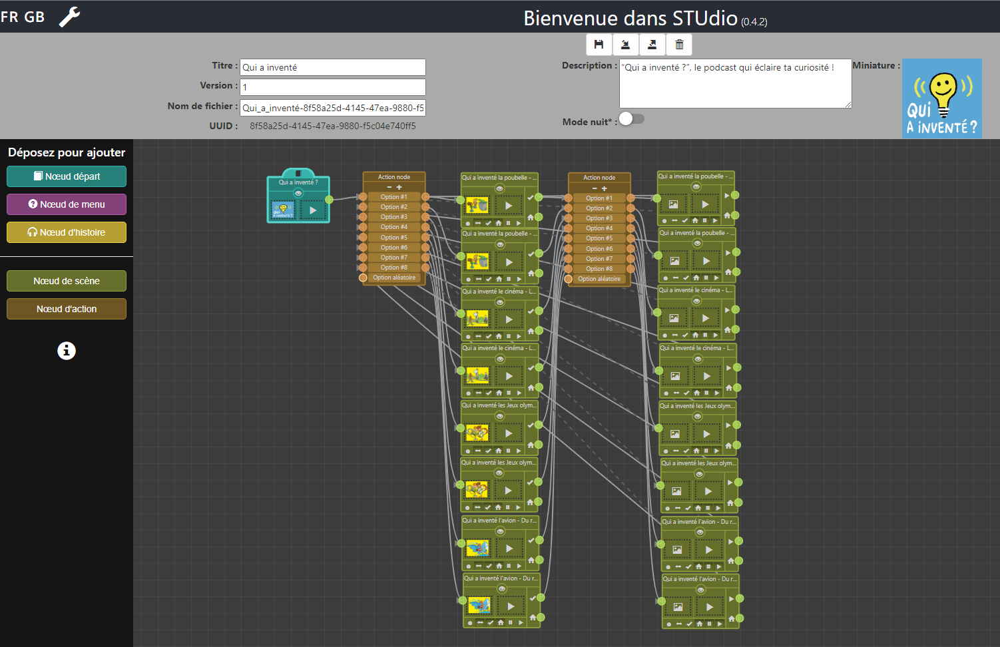 FR GB
Bienvenue dans STUdio (0.4.2)
Titre :
Qui a inventé
Version :
1
Nom de fichier :
Qui_a_inventé-8f58a25d-4145-47ea-9880-f5
UUID :
8f58a25d-4145-47ea-9880-f5c04e740ff5
Description :
“Qui a inventé ?”, le podcast qui éclaire ta curiosité !
Mode nuit* :
Miniature :
QUI
A INVENTÉ?
Déposez pour ajouter
Nœud départ
Nœud de menu
Nœud d'histoire
Nœud de scène
Nœud d'action
Qui a inventé ?
QUI
A INVENTÉ?
Action node
Option #1
Option #2
Option #3
Option #4
Option #5
Option #6
Option #7
Option #8
Option aléatoire
Qui a inventé la poubelle - ...
Qui a inventé la poubelle - ...
Qui a inventé le cinéma - L...
Qui a inventé le cinéma - L...
Qui a inventé les Jeux olym...
Qui a inventé les Jeux olym...
Qui a inventé l'avion - Du r...
Qui a inventé l'avion - Du r...
Action node
Option #1
Option #2
Option #3
Option #4
Option #5
Option #6
Option #7
Option #8
Option aléatoire
Qui a inventé la poubelle - ...
Qui a inventé la poubelle - ...
Qui a inventé le cinéma - L...
Qui a inventé le cinéma - L...
Qui a inventé les Jeux olym...
Qui a inventé les Jeux olym...
Qui a inventé l'avion - Du r...
Qui a inventé l'avion - Du r...